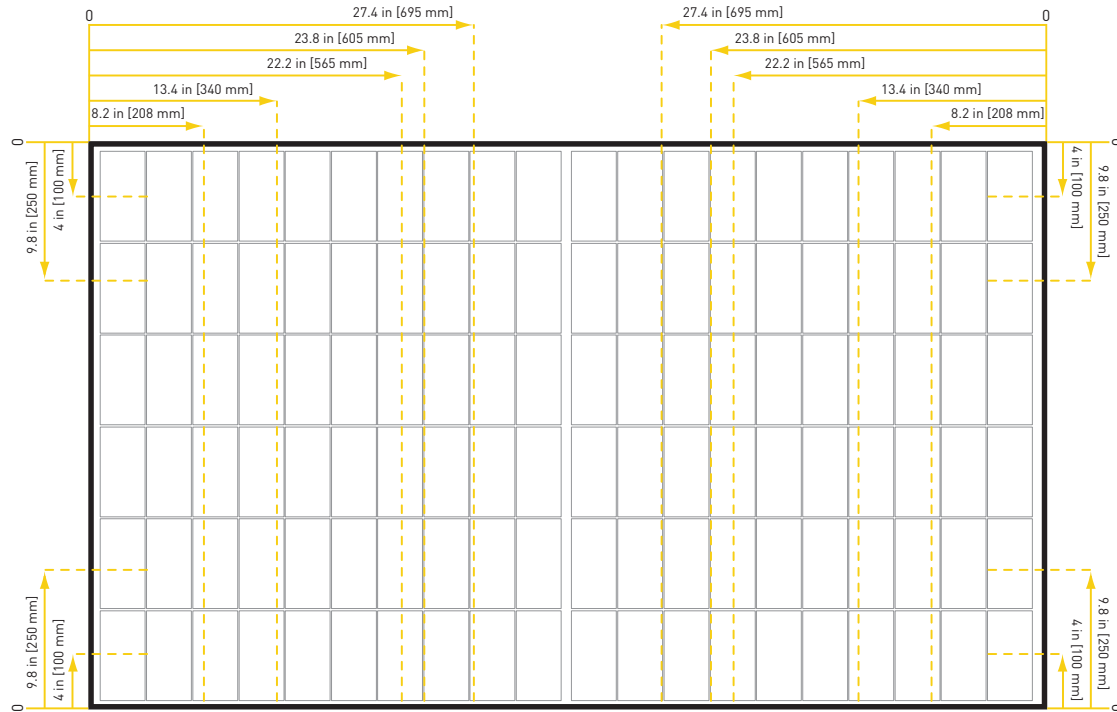 0
27.4 in [695 mm]
27.4 in [695 mm]
0
23.8 in [605 mm]
23.8 in [605 mm]
22.2 in [565 mm]
22.2 in [565 mm]
13.4 in [340 mm]
13.4 in [340 mm]
8.2 in [208 mm]
8.2 in [208 mm]
0
9.8 in [250 mm]
4 in [100 mm]
4 in [100 mm]
9.8 in [250 mm]
0
9.8 in [250 mm]
4 in [100 mm]
4 in [100 mm]
9.8 in [250 mm]
0
0